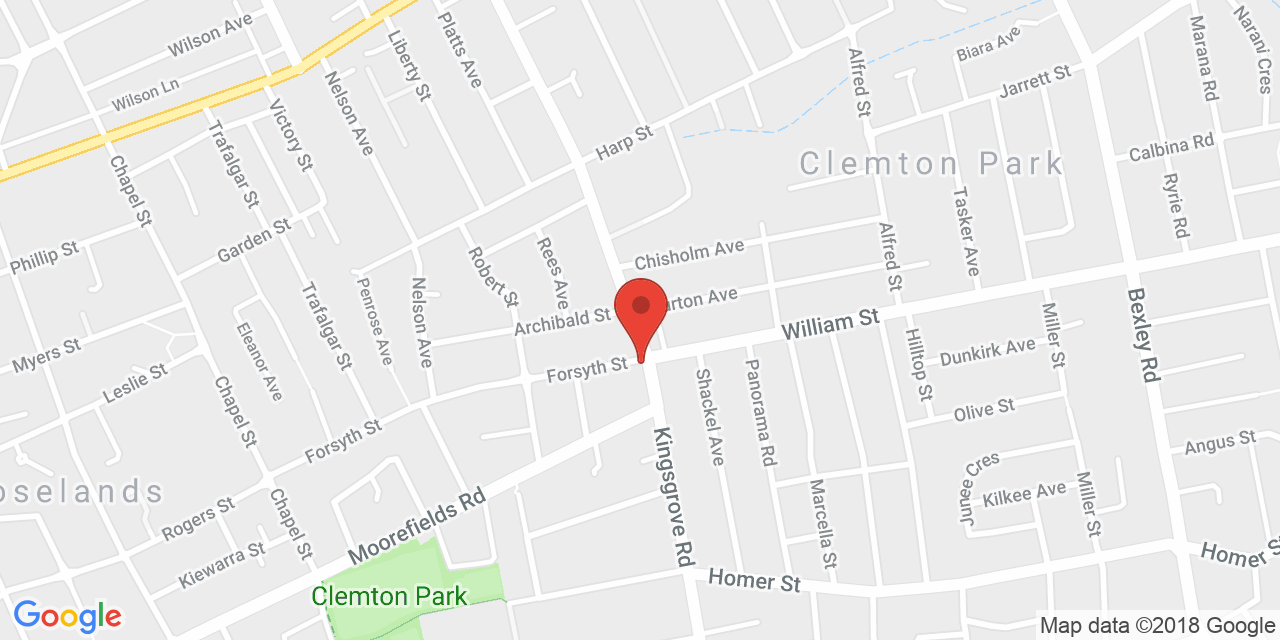 Wilson Ave
Liberty St
Platts Ave
Alfred St
Biara Ave
Jarrett St
Marana Rd
Narani Cres
Wilson Ln
Victory St
Nelson Ave
Harp St
Calbina Rd
Trafalgar St
Clemton Park
Chapel St
Ryrie Rd
Phillip St
Garden St
Robert St
Rees Ave
Chisholm Ave
Alfred St
Tasker Ave
Myers St
Trafalgar St
Penrose Ave
Nelson Ave
Archibald St
arton Ave
William St
Hilltop St
Miller St
Bexley Rd
Eleanor Ave
Leslie St
Forsyth St
Dunkirk Ave
Chapel St
Shackel Ave
Panorama Rd
Olive St
Forsyth St
Kingsgrove Rd
Angus St
oselands
Junee Cres
Kilkee Ave
Rogers St
Chapel St
Moorefields Rd
Marcella St
Miller St
Kiewarra St
Homer St
Homer St
Clemton Park
Google
Map data ©2018 Google